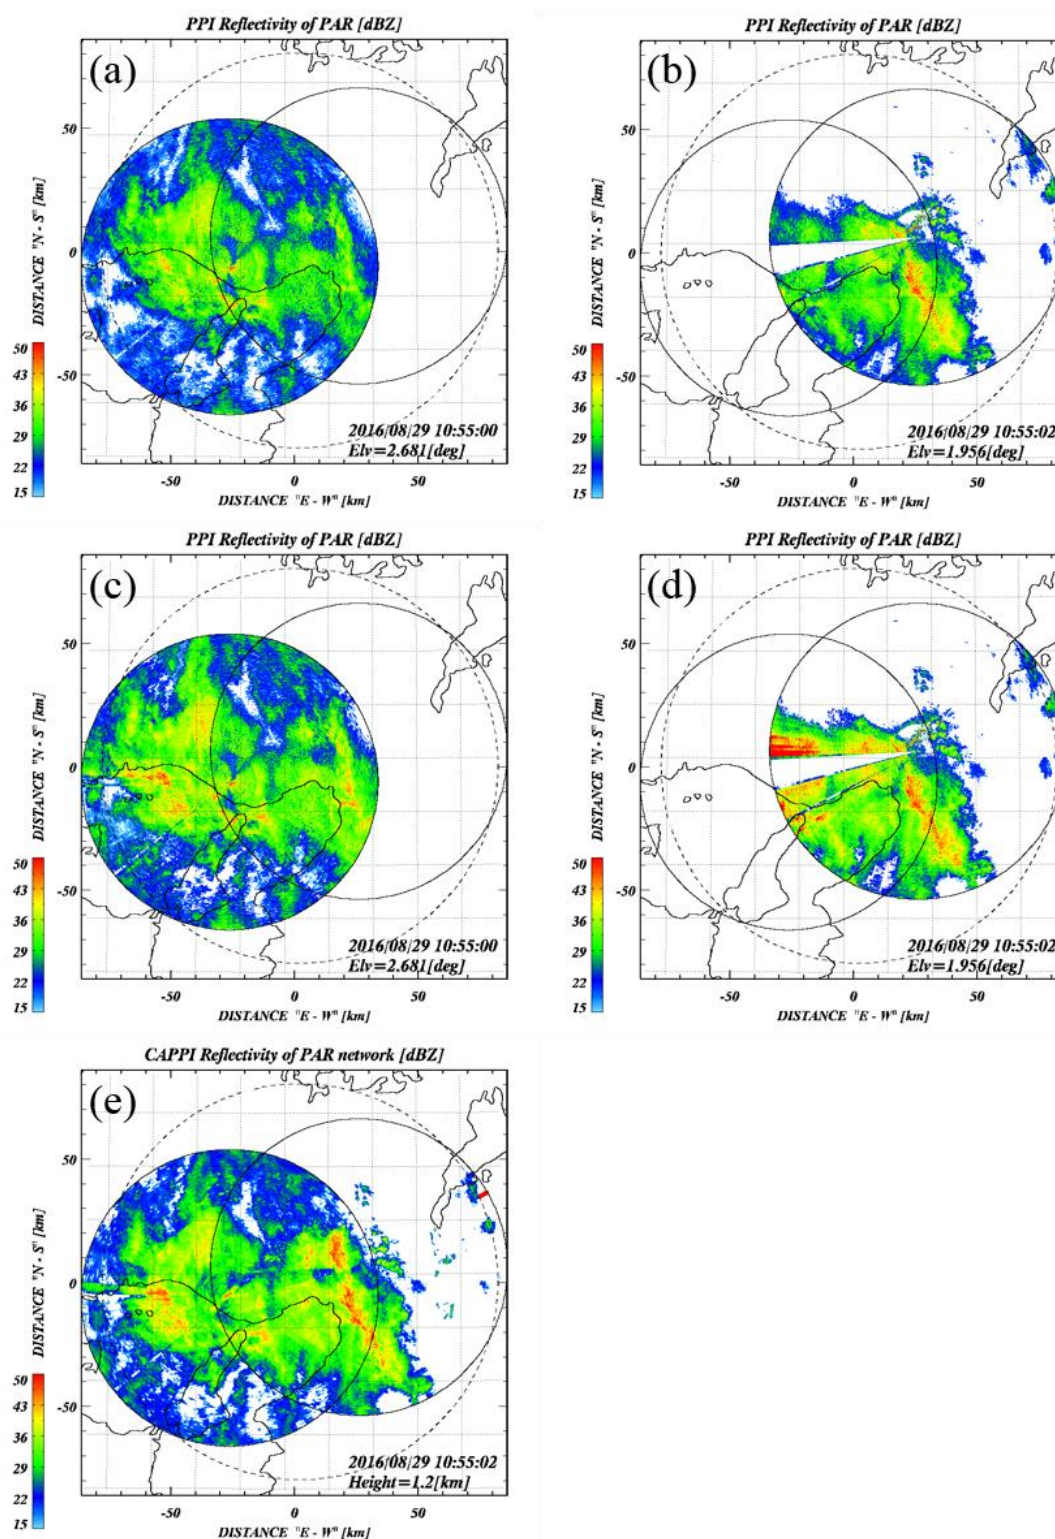 PPI Reflectivity of PAR [dBZ]
(a)
DISTANCE "N - S" [km]
50
0
-50
50
43
36
29
22
15
2016/08/29 10:55:00
Elv=2.681[deg]
-50 0 50
DISTANCE "E - W" [km]
PPI Reflectivity of PAR [dBZ]
(b)
DISTANCE "N - S" [km]
50
0
-50
50
43
36
29
22
15
2016/08/29 10:55:02
Elv=1.956[deg]
-50 0 50
DISTANCE "E - W" [km]
PPI Reflectivity of PAR [dBZ]
(c)
DISTANCE "N - S" [km]
50
0
-50
50
43
36
29
22
15
2016/08/29 10:55:00
Elv=2.681[deg]
-50 0 50
DISTANCE "E - W" [km]
PPI Reflectivity of PAR [dBZ]
(d)
DISTANCE "N - S" [km]
50
0
-50
50
43
36
29
22
15
2016/08/29 10:55:02
Elv=1.956[deg]
-50 0 50
DISTANCE "E - W" [km]
CAPPI Reflectivity of PAR network [dBZ]
(e)
DISTANCE "N - S" [km]
50
0
-50
50
43
36
29
22
15
2016/08/29 10:55:02
Height=1.2[km]
-50 0 50
DISTANCE "E - W" [km]